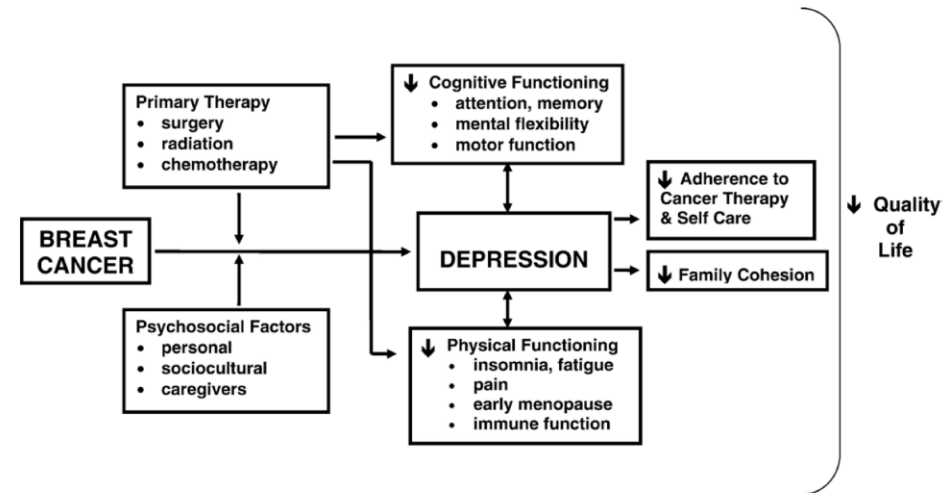 Primary Therapy
• surgery
• radiation
• chemotherapy
BREAST
CANCER
Psychosocial Factors
• personal
• sociocultural
• caregivers
↓ Cognitive Functioning
• attention, memory
• mental flexibility
• motor function
DEPRESSION
↓ Physical Functioning
• insomnia, fatigue
• pain
• early menopause
• immune function
↓ Adherence to
Cancer Therapy
& Self Care
↓ Family Cohesion
↓ Quality
of
Life